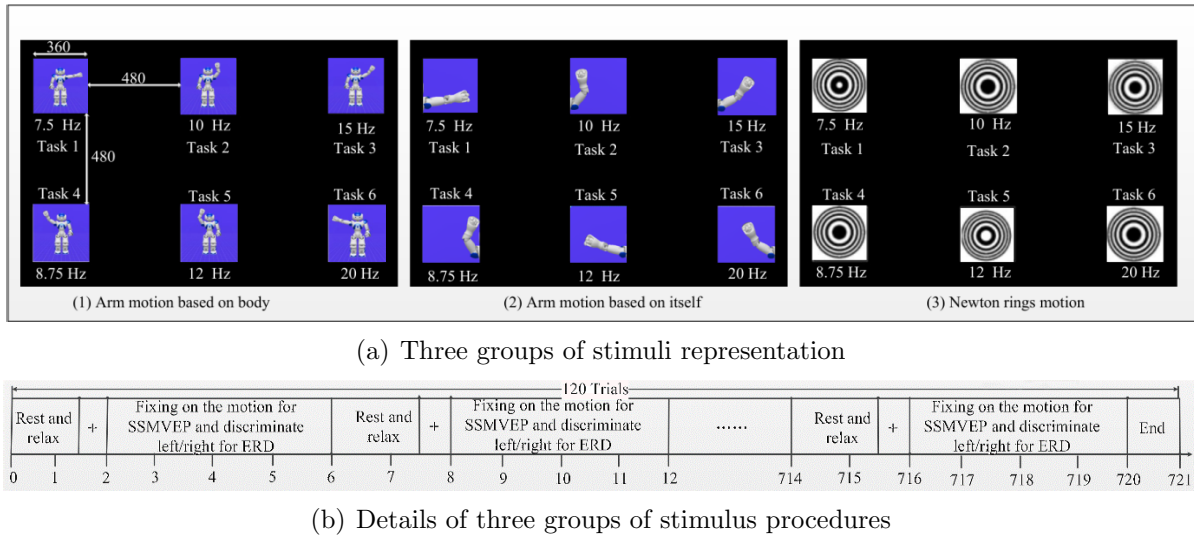 360
480
7.5 Hz 10 Hz 15 Hz
Task 1 Task 2 Task 3
480
Task 4 Task 5 Task 6
8.75 Hz 12 Hz 20 Hz
(1) Arm motion based on body
7.5 Hz 10 Hz 15 Hz
Task 1 Task 2 Task 3
Task 4 Task 5 Task 6
8.75 Hz 12 Hz 20 Hz
(2) Arm motion based on itself
7.5 Hz 10 Hz 15 Hz
Task 1 Task 2 Task 3
Task 4 Task 5 Task 6
8.75 Hz 12 Hz 20 Hz
(3) Newton rings motion
(a) Three groups of stimuli representation
120 Trials
Rest and
relax
+
Fixing on the motion for
SSMVEP and discriminate
left/right for ERD
Rest and
relax
+
Fixing on the motion for
SSMVEP and discriminate
left/right for ERD
......
Rest and
relax
+
Fixing on the motion for
SSMVEP and discriminate
left/right for ERD
End
0 1 2 3 4 5 6 7 8 9 10 11 12 714 715 716 717 718 719 720 721
(b) Details of three groups of stimulus procedures